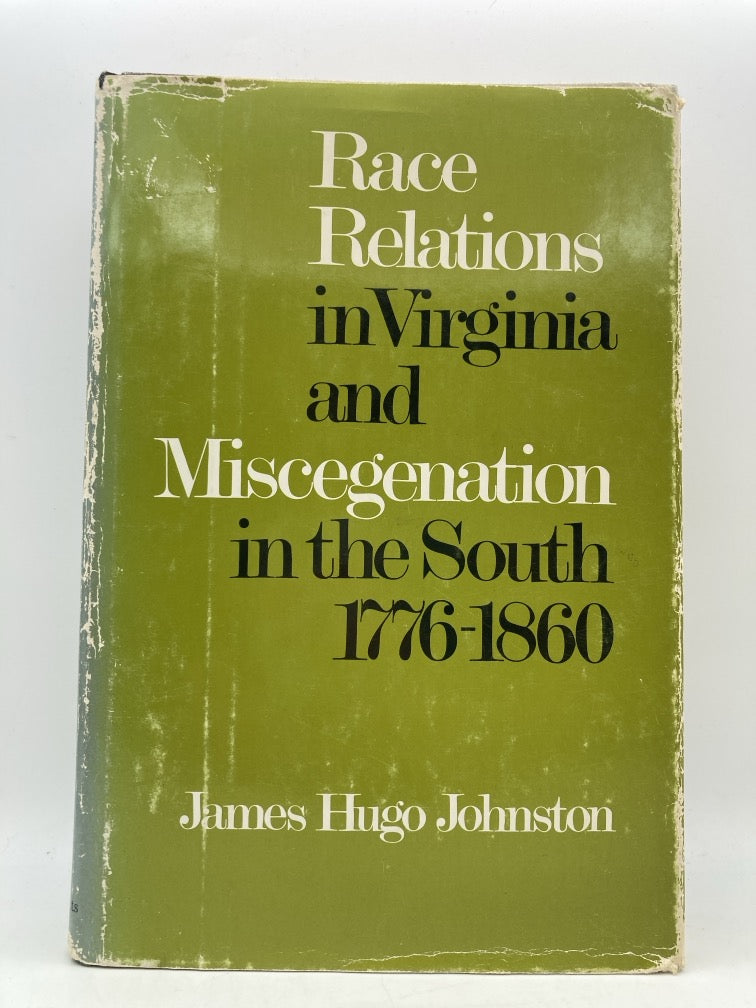 Race
Relations
in Virginia
and
Miscegenation
in the South
1776-1860
James Hugo Johnston